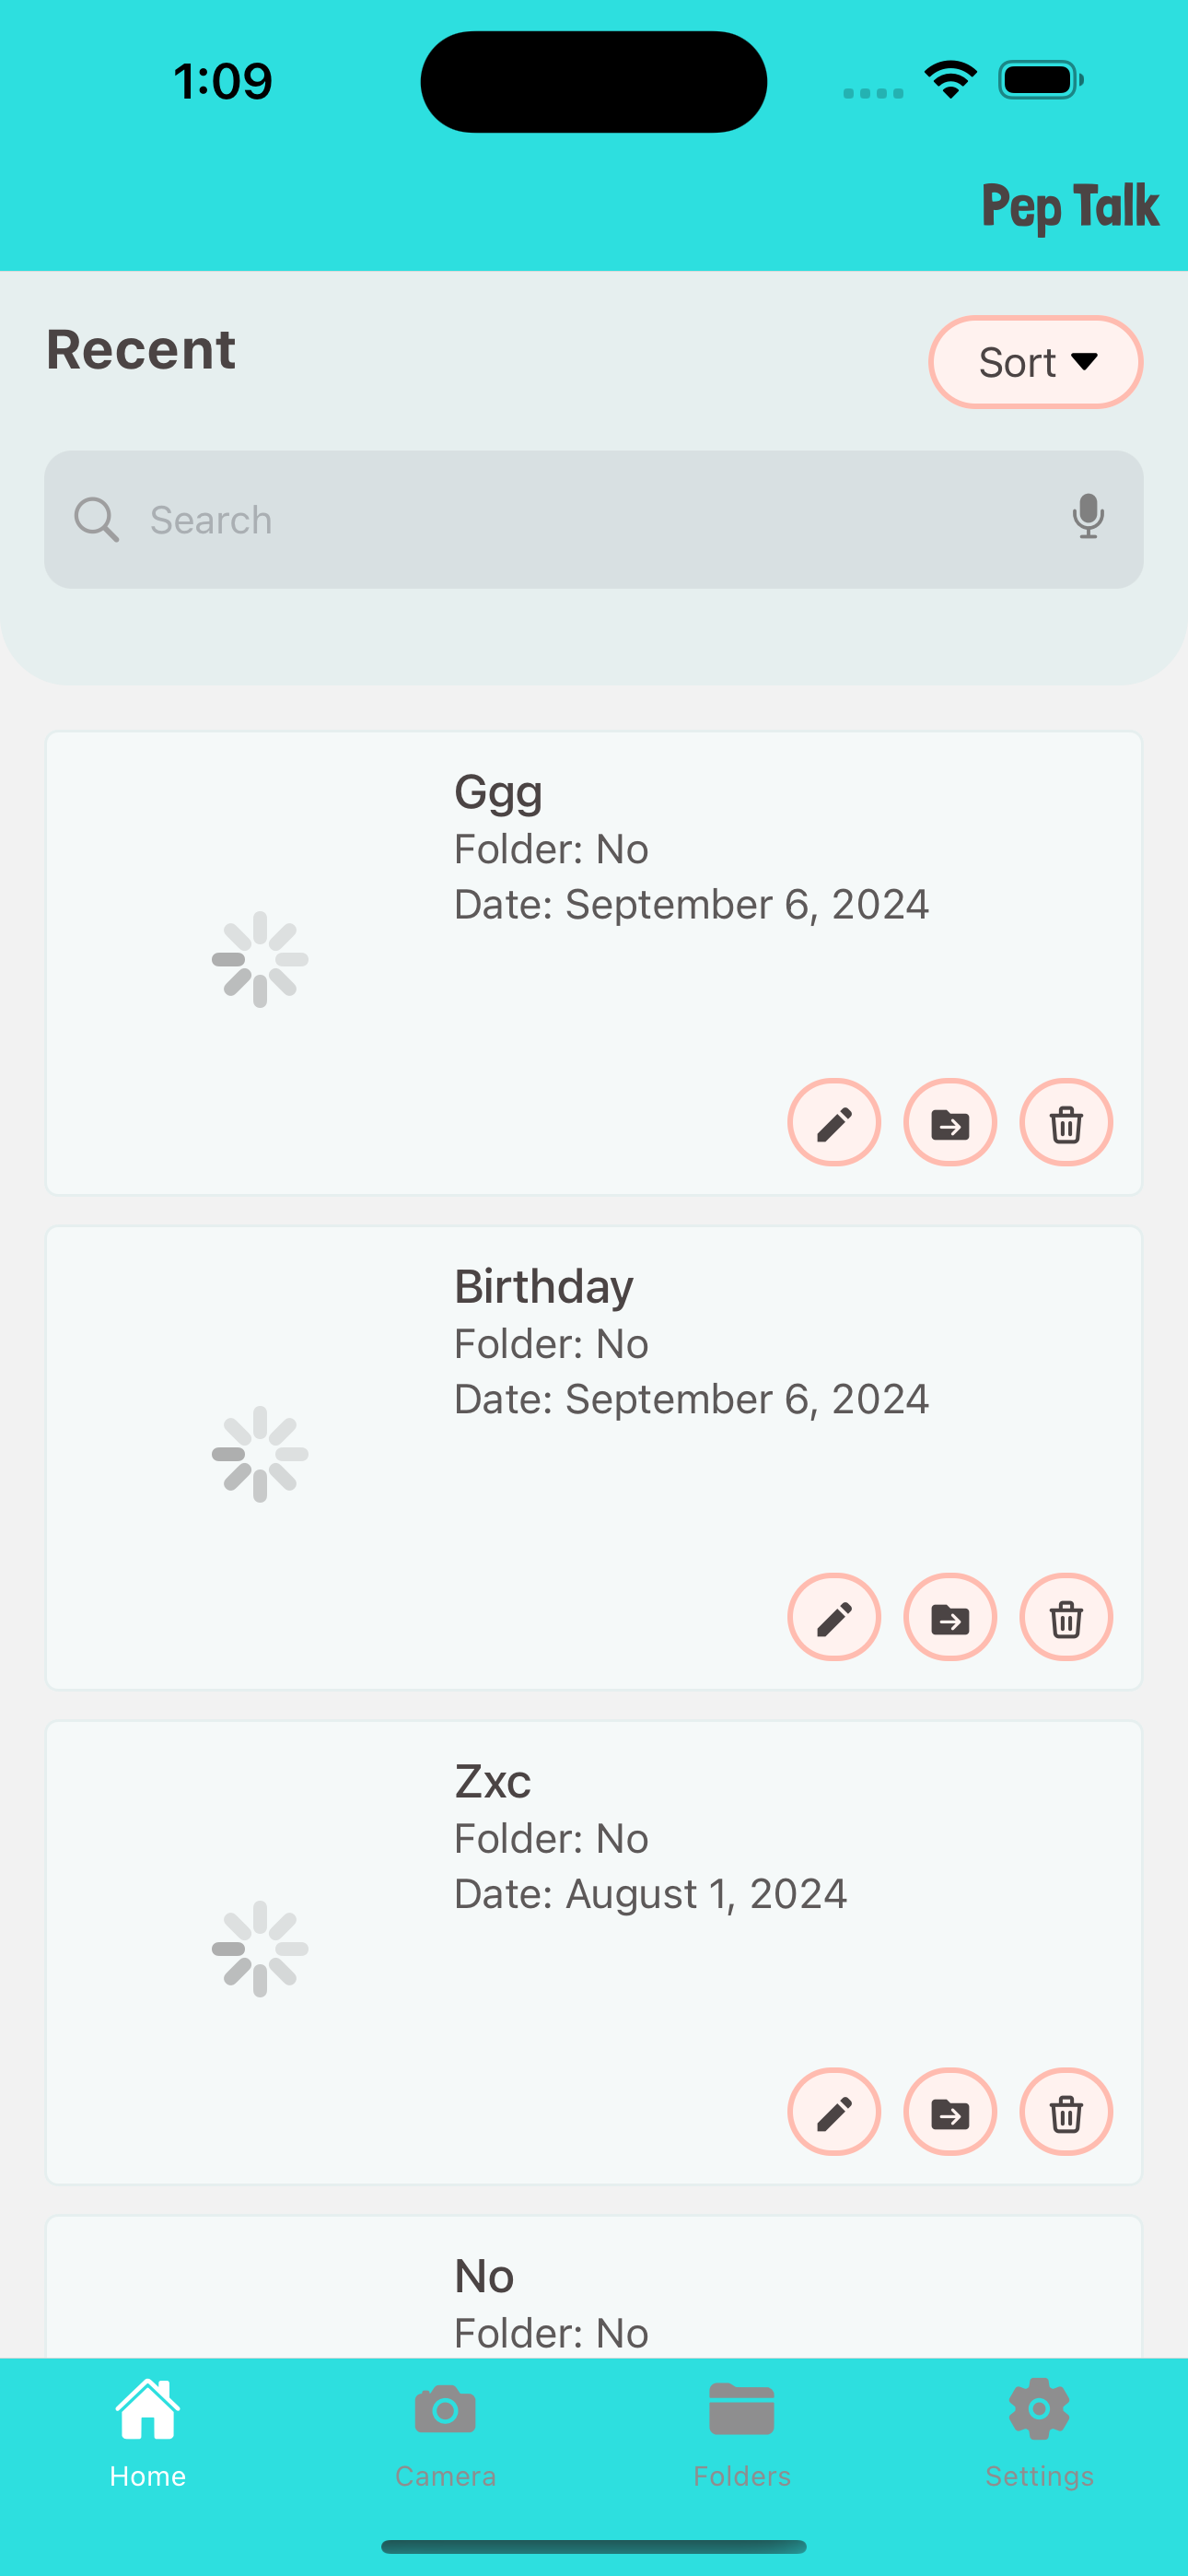 1:09
Pep Talk
Recent
Sort
Search
Ggg
Folder: No
Date: September 6, 2024
Birthday
Folder: No
Date: September 6, 2024
Zxc
Folder: No
Date: August 1, 2024
No
Folder: No
Home
Camera
Folders
Settings